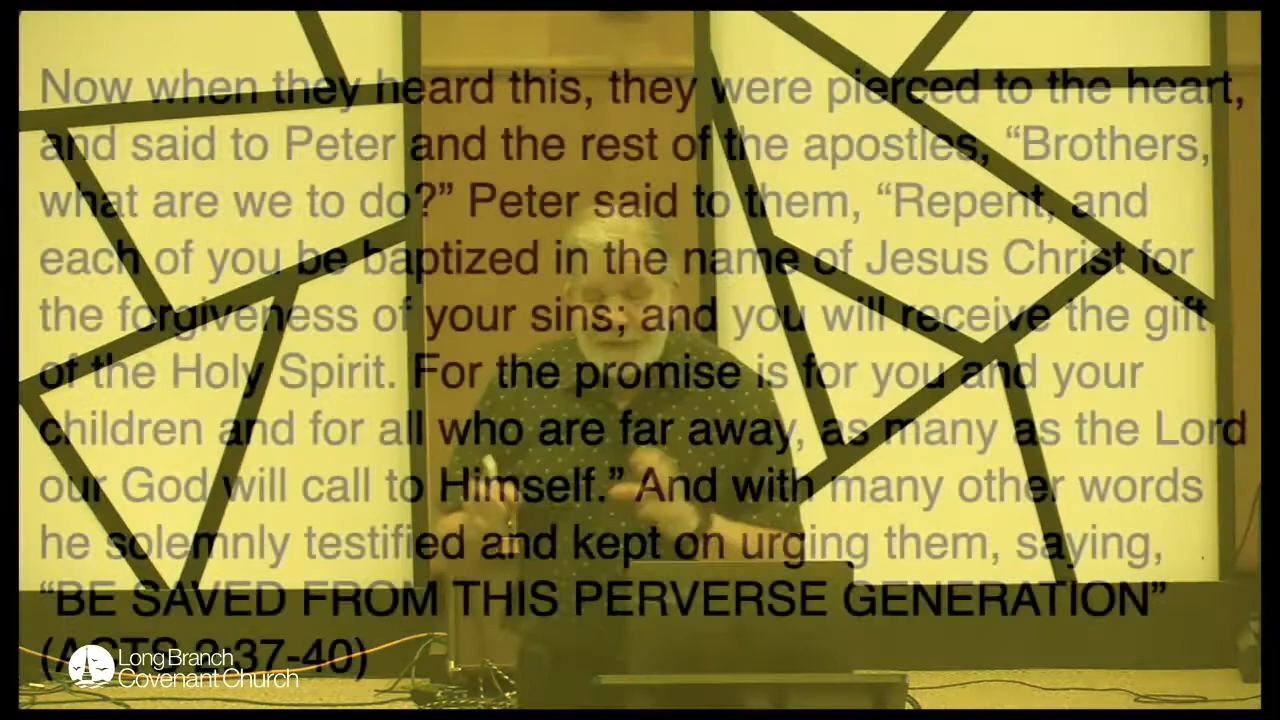 Now when they heard this, they were pierced to the heart,
and said to Peter and the rest of the apostles, “Brothers,
what are we to do?” Peter said to them, “Repent, and
each of you be baptized in the name of Jesus Christ for
the forgiveness of your sins; and you will receive the gift
of the Holy Spirit. For the promise is for you and your
children and for all who are far away, as many as the Lord
our God will call to Himself.” And with many other words
he solemnly testified and kept on urging them, saying,
“BE SAVED FROM THIS PERVERSE GENERATION”
(ACTS 2:37-40)
Long Branch
Covenant Church